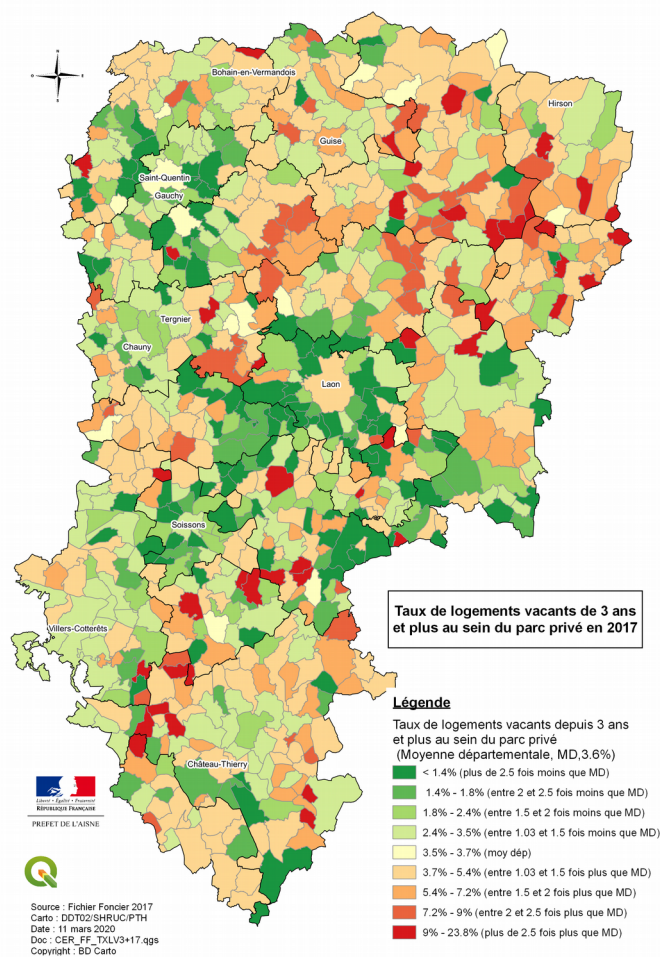 N
O
E
S
Bohain-en-Vermandois
Hirson
Guise
Saint-Quentin
Gauchy
Tergnier
Chauny
Laon
Soissons
Villers-Cotterêts
Château-Thierry
Taux de logements vacants de 3 ans
et plus au sein du parc privé en 2017
Légende
Taux de logements vacants depuis 3 ans
et plus au sein du parc privé
(Moyenne départementale, MD,3.6%)
< 1.4% (plus de 2.5 fois moins que MD)
1.4% - 1.8% (entre 2 et 2.5 fois moins que MD)
1.8% - 2.4% (entre 1.5 et 2 fois moins que MD)
2.4% - 3.5% (entre 1.03 et 1.5 fois moins que MD)
3.5% - 3.7% (moy dép)
3.7% - 5.4% (entre 1.03 et 1.5 fois plus que MD)
5.4% - 7.2% (entre 1.5 et 2 fois plus que MD)
7.2% - 9% (entre 2 et 2.5 fois plus que MD)
9% - 23.8% (plus de 2.5 fois plus que MD)
Liberté • Égalité • Fraternité
RÉPUBLIQUE FRANÇAISE
PREFET DE L'AISNE
Source : Fichier Foncier 2017
Carto : DDT02/SHRUC/PTH
Date : 11 mars 2020
Doc : CER_FF_TXLV3+17.qgs
Copyright : BD Carto